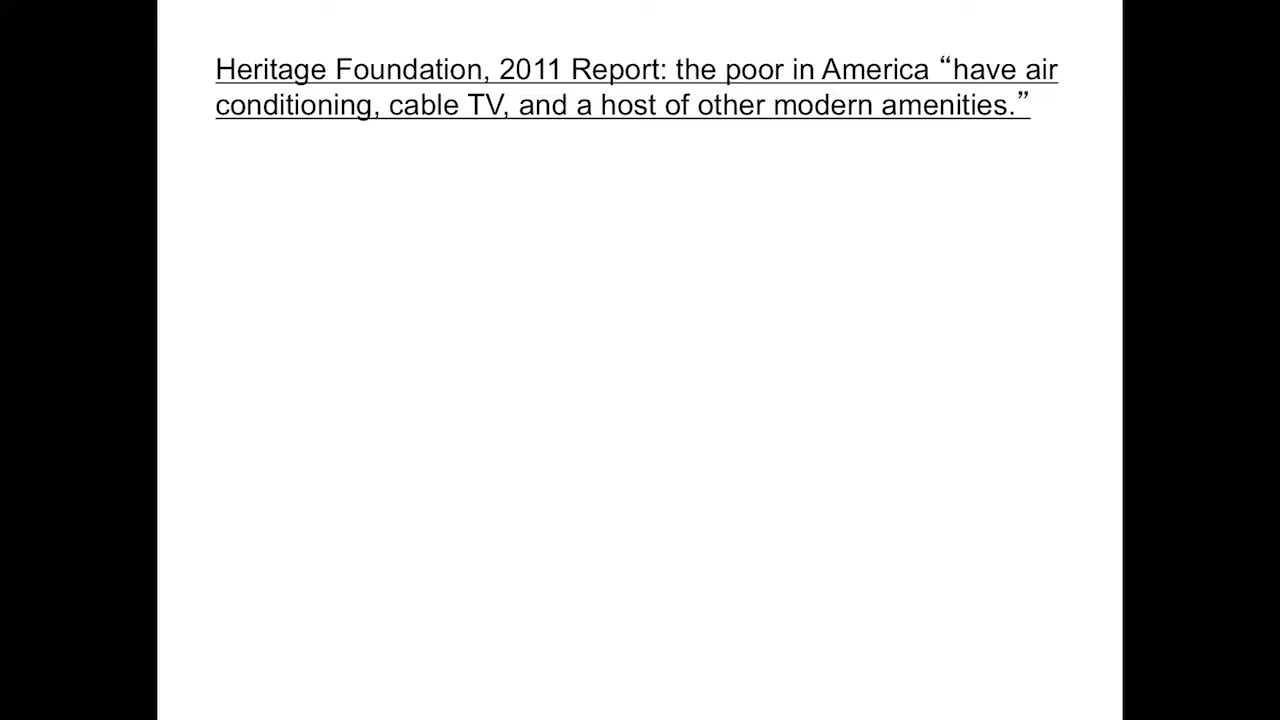 Heritage Foundation, 2011 Report: the poor in America “have air
conditioning, cable TV, and a host of other modern amenities.”